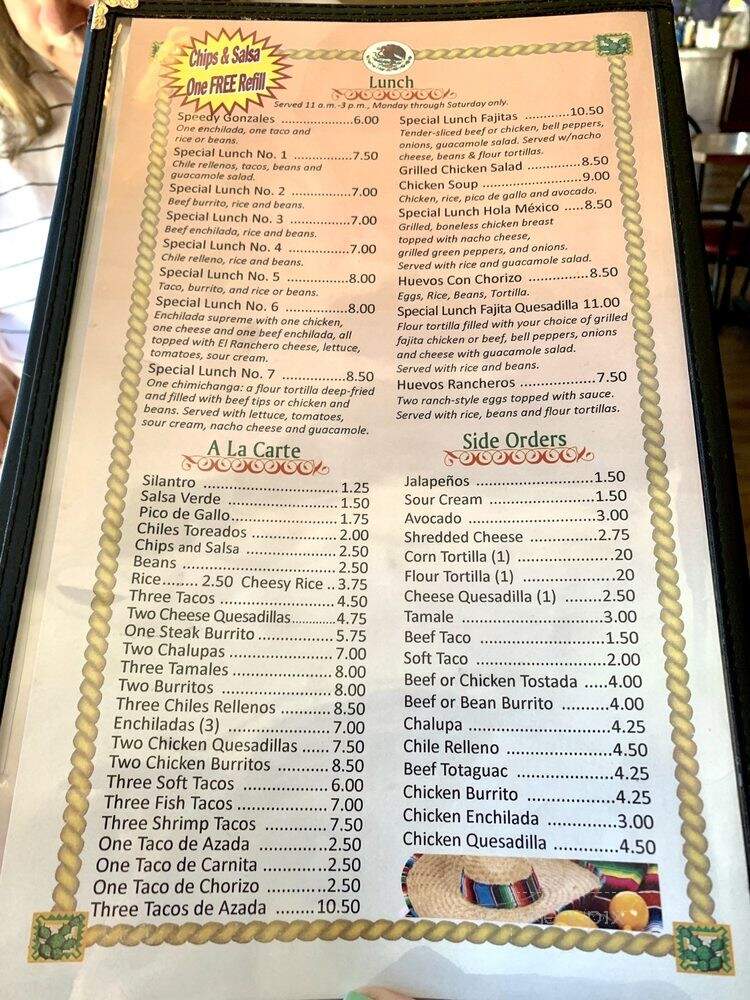 Chips & Salsa
One FREE Refill
Lunch
Served 11 a.m.-3 p.m., Monday through Saturday only.
Speedy Gonzales ..................6.00
One enchilada, one taco and
rice or beans.
Special Lunch No. 1 ...............7.50
Chile rellenos, tacos, beans and
guacamole salad.
Special Lunch No. 2 ...............7.00
Beef burrito, rice and beans.
Special Lunch No. 3 ...............7.00
Beef enchilada, rice and beans.
Special Lunch No. 4 ...............7.00
Chile relleno, rice and beans.
Special Lunch No. 5 ...............8.00
Taco, burrito, and rice or beans.
Special Lunch No. 6 ...............8.00
Enchilada supreme with one chicken,
one cheese and one beef enchilada, all
topped with El Ranchero cheese, lettuce,
tomatoes, sour cream.
Special Lunch No. 7 ...............8.50
One chimichanga: a flour tortilla deep-fried
and filled with beef tips or chicken and
beans. Served with lettuce, tomatoes,
sour cream, nacho cheese and guacamole.
Special Lunch Fajitas ...........10.50
Tender-sliced beef or chicken, bell peppers,
onions, guacamole salad. Served w/nacho
cheese, beans & flour tortillas.
Grilled Chicken Salad ............8.50
Chicken Soup .....................9.00
Chicken, rice, pico de gallo and avocado.
Special Lunch Hola México .....8.50
Grilled, boneless chicken breast
topped with nacho cheese,
grilled green peppers, and onions.
Served with rice and guacamole salad.
Huevos Con Chorizo ..............8.50
Eggs, Rice, Beans, Tortilla.
Special Lunch Fajita Quesadilla 11.00
Flour tortilla filled with your choice of grilled
fajita chicken or beef, bell peppers, onions
and cheese with guacamole salad.
Served with rice and beans.
Huevos Rancheros .................7.50
Two ranch-style eggs topped with sauce.
Served with rice, beans and flour tortillas.
A La Carte
Silantro ................................ 1.25
Salsa Verde ............................ 1.50
Pico de Gallo.......................... 1.75
Chiles Toreados ..................... 2.00
Chips and Salsa ...................... 2.50
Beans ................................... 2.50
Rice........ 2.50 Cheesy Rice .. 3.75
Three Tacos .......................... 4.50
Two Cheese Quesadillas............. 4.75
One Steak Burrito ................. 5.75
Two Chalupas ....................... 7.00
Three Tamales ...................... 8.00
Two Burritos ........................ 8.00
Three Chiles Rellenos ............ 8.50
Enchiladas (3) ...................... 7.00
Two Chicken Quesadillas ...... 7.50
Two Chicken Burritos ........... 8.50
Three Soft Tacos .................. 6.00
Three Fish Tacos................... 7.00
Three Shrimp Tacos .............. 7.50
One Taco de Azada ...............2.50
One Taco de Carnita ..............2.50
One Taco de Chorizo .............2.50
Three Tacos de Azada ........10.50
Side Orders
Jalapeños ........................1.50
Sour Cream ......................1.50
Avocado ..........................3.00
Shredded Cheese ...............2.75
Corn Tortilla (1) ..................20
Flour Tortilla (1) ..................20
Cheese Quesadilla (1) .......2.50
Tamale ............................3.00
Beef Taco ........................1.50
Soft Taco .........................2.00
Beef or Chicken Tostada .....4.00
Beef or Bean Burrito .........4.00
Chalupa ..........................4.25
Chile Relleno ...................4.50
Beef Totaguac ..................4.25
Chicken Burrito .................4.25
Chicken Enchilada .............3.00
Chicken Quesadilla ............4.50